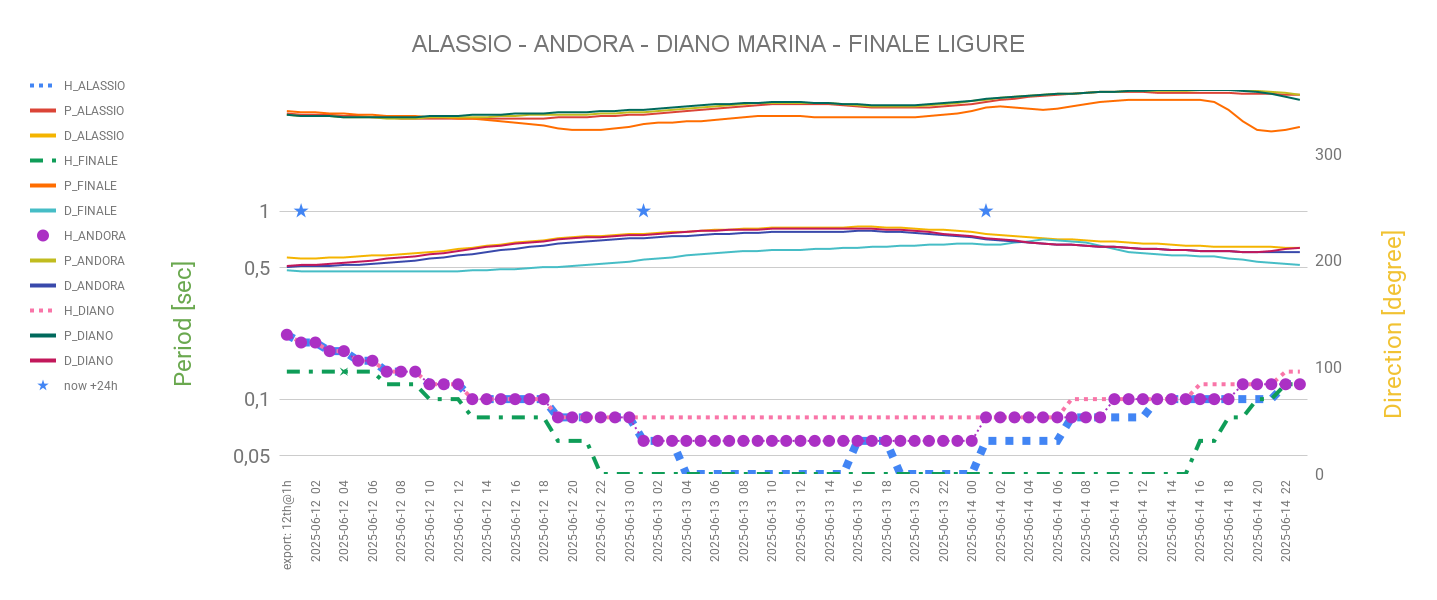 ALASSIO - ANDORA - DIANO MARINA - FINALE LIGURE
H_ALASSIO
P_ALASSIO
D_ALASSIO
H_FINALE
P_FINALE
D_FINALE
H_ANDORA
P_ANDORA
D_ANDORA
H_DIANO
P_DIANO
D_DIANO
now +24h
Period [sec]
1
0,5
0,1
0,05
300
200
100
0
Direction [degree]
export: 12th@1h
2025-06-12 02
2025-06-12 04
2025-06-12 06
2025-06-12 08
2025-06-12 10
2025-06-12 12
2025-06-12 14
2025-06-12 16
2025-06-12 18
2025-06-12 20
2025-06-12 22
2025-06-13 00
2025-06-13 02
2025-06-13 04
2025-06-13 06
2025-06-13 08
2025-06-13 10
2025-06-13 12
2025-06-13 14
2025-06-13 16
2025-06-13 18
2025-06-13 20
2025-06-13 22
2025-06-14 00
2025-06-14 02
2025-06-14 04
2025-06-14 06
2025-06-14 08
2025-06-14 10
2025-06-14 12
2025-06-14 14
2025-06-14 16
2025-06-14 18
2025-06-14 20
2025-06-14 22